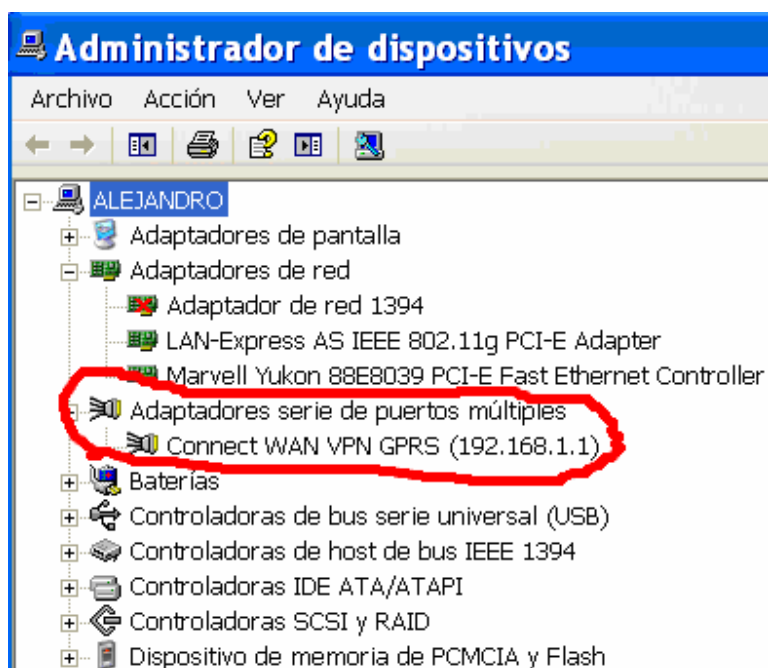 Administrador de dispositivos
Archivo Acción Ver Ayuda
ALEJANDRO
Adaptadores de pantalla
Adaptadores de red
Adaptador de red 1394
LAN-Express AS IEEE 802.11g PCI-E Adapter
Marvell Yukon 88E8039 PCI-E Fast Ethernet Controller
Adaptadores serie de puertos múltiples
Connect WAN VPN GPRS (192.168.1.1)
Baterías
Controladoras de bus serie universal (USB)
Controladoras de host de bus IEEE 1394
Controladoras IDE ATA/ATAPI
Controladoras SCSI y RAID
Dispositivo de memoria de PCMCIA y Flash